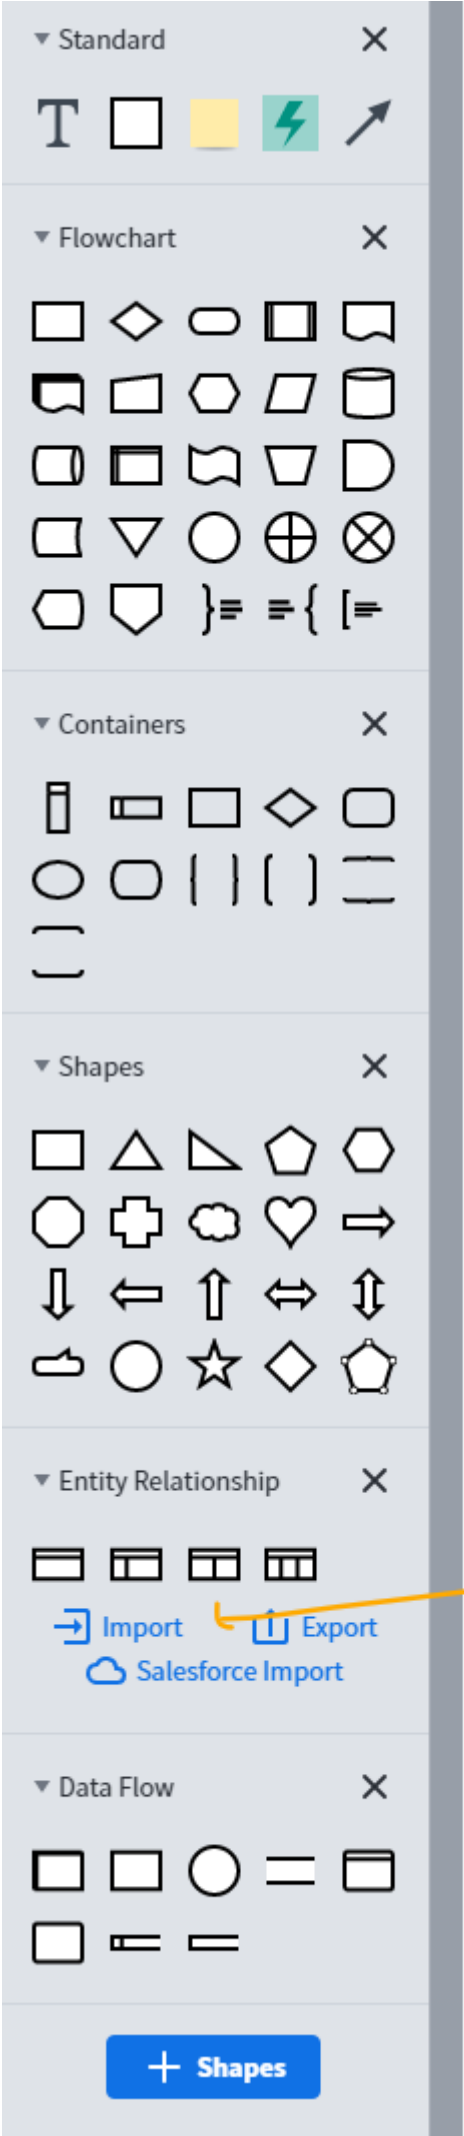 Standard
T
Flowchart
Containers
Shapes
Entity Relationship
Import
Export
Salesforce Import
Data Flow
+ Shapes